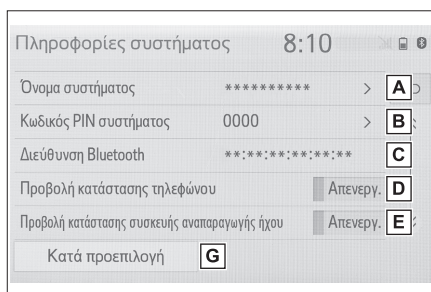 Πληροφορίες συστήματος 8:10
Όνομα συστήματος ********** > A
Κωδικός PIN συστήματος 0000 > B
Διεύθυνση Bluetooth **:**:**:**:**:** C
Προβολή κατάστασης τηλεφώνου Απενεργ. D
Προβολή κατάστασης συσκευής αναπαραγωγής ήχου Απενεργ. E
Κατά προεπιλογή G